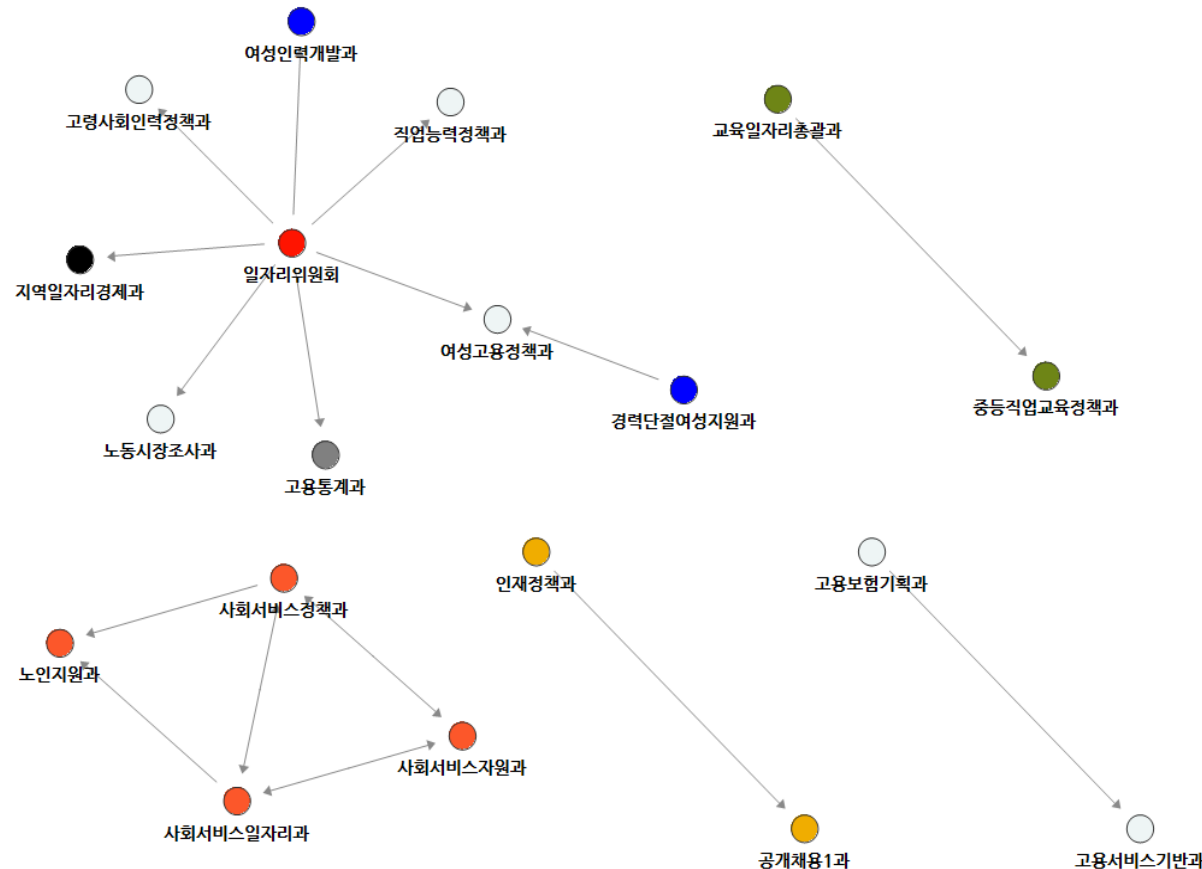 여성인력개발과
고령사회인력정책과
직업능력정책과
교육일자리총괄과
일자리위원회
지역일자리경제과
여성고용정책과
경력단절여성지원과
중등직업교육정책과
노동시장조사과
고용통계과
인재정책과
고용보험기획과
사회서비스정책과
노인지원과
사회서비스자원과
사회서비스일자리과
공개채용1과
고용서비스기반과